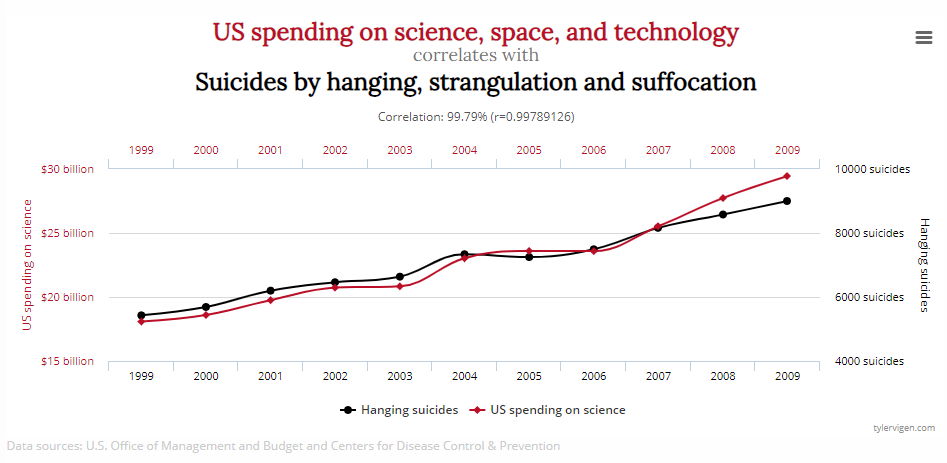 US spending on science, space, and technology
correlates with
Suicides by hanging, strangulation and suffocation
Correlation: 99.79% (r=0.99789126)
1999 2000 2001 2002 2003 2004 2005 2006 2007 2008 2009
US spending on science
$30 billion
$25 billion
$20 billion
$15 billion
10000 suicides
8000 suicides
6000 suicides
4000 suicides
Hanging suicides
1999 2000 2001 2002 2003 2004 2005 2006 2007 2008 2009
Hanging suicides US spending on science
tylervigen.com
Data sources: U.S. Office of Management and Budget and Centers for Disease Control & Prevention